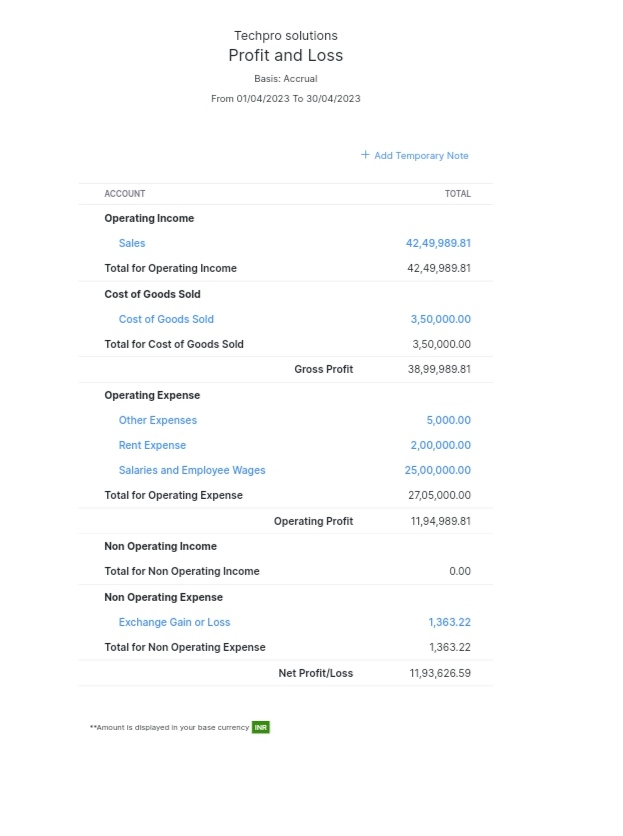 Techpro solutions
Profit and Loss
Basis: Accrual
From 01/04/2023 To 30/04/2023
+ Add Temporary Note
ACCOUNT TOTAL
Operating Income
Sales 42,49,989.81
Total for Operating Income 42,49,989.81
Cost of Goods Sold
Cost of Goods Sold 3,50,000.00
Total for Cost of Goods Sold 3,50,000.00
Gross Profit 38,99,989.81
Operating Expense
Other Expenses 5,000.00
Rent Expense 2,00,000.00
Salaries and Employee Wages 25,00,000.00
Total for Operating Expense 27,05,000.00
Operating Profit 11,94,989.81
Non Operating Income
Total for Non Operating Income 0.00
Non Operating Expense
Exchange Gain or Loss 1,363.22
Total for Non Operating Expense 1,363.22
Net Profit/Loss 11,93,626.59
**Amount is displayed in your base currency INR